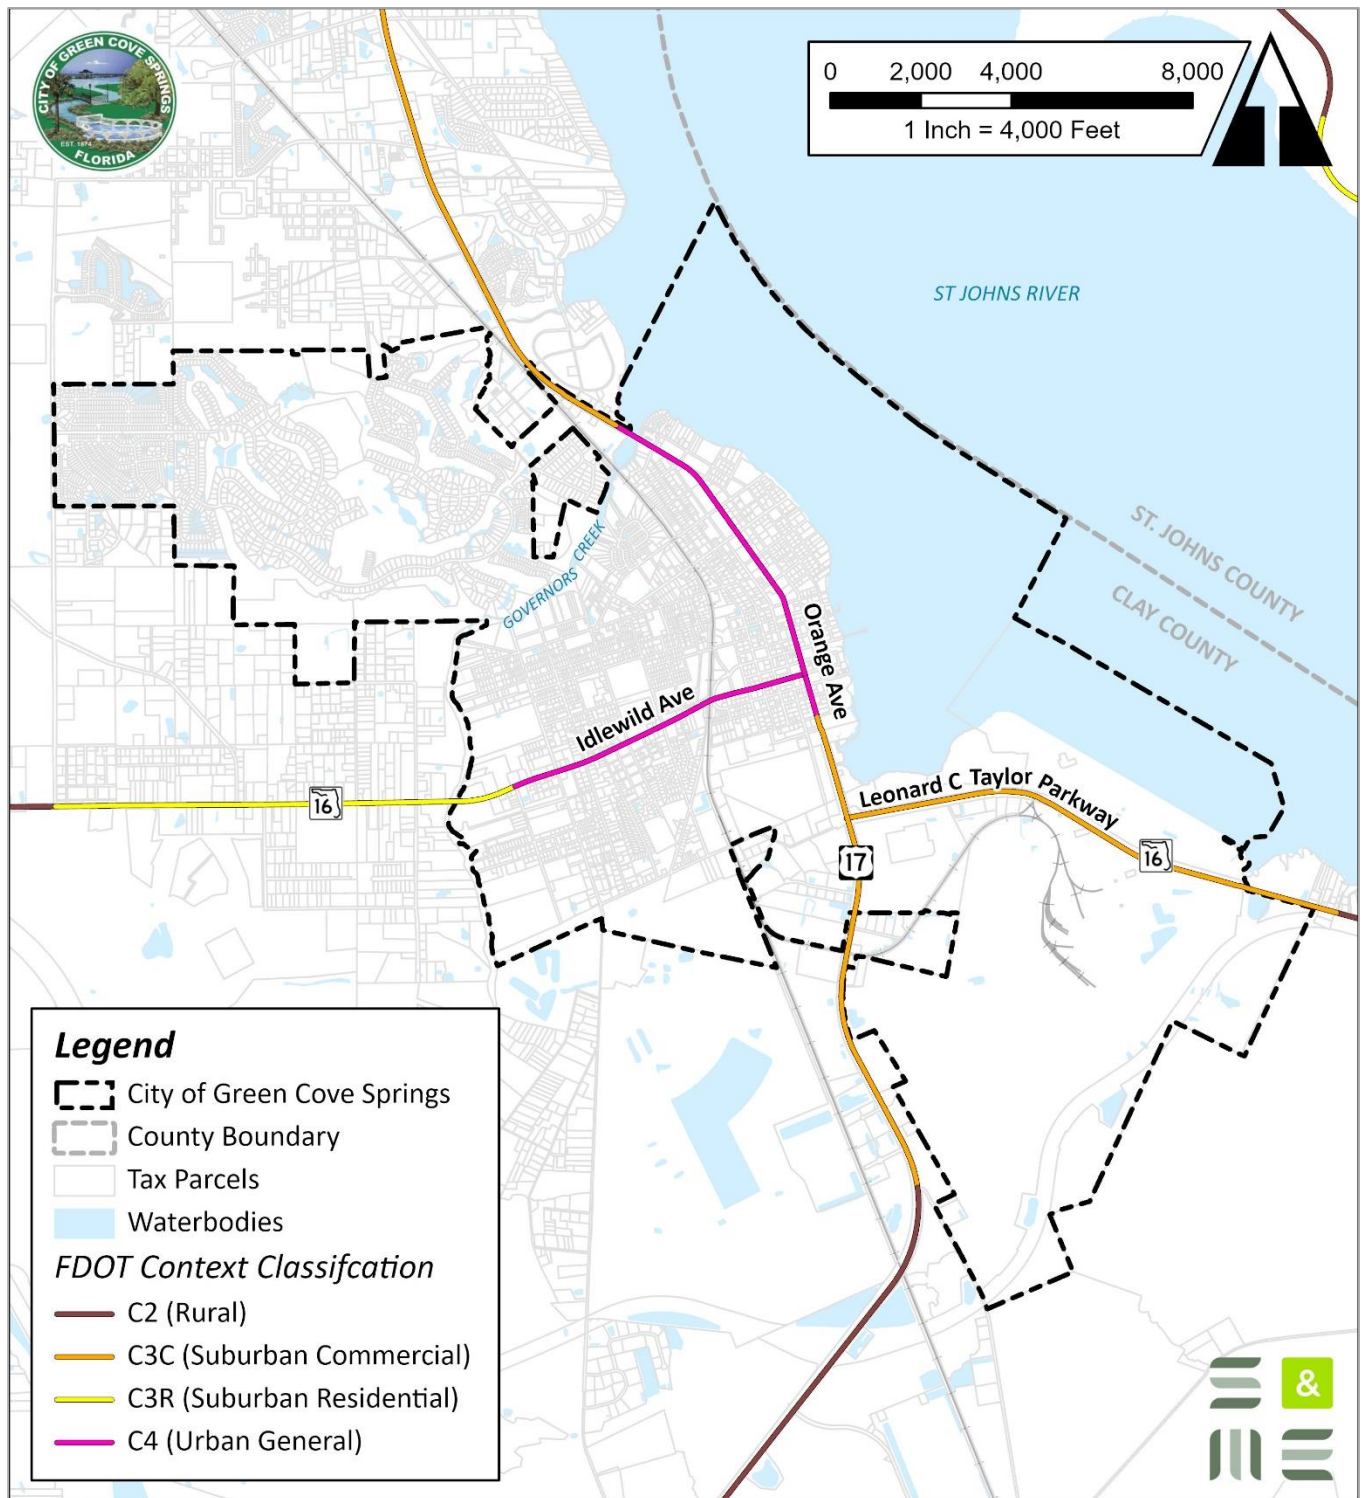 CITY OF GREEN COVE SPRINGS
EST. 1874
FLORIDA
0 2,000 4,000 8,000
1 Inch = 4,000 Feet
ST JOHNS RIVER
ST. JOHNS COUNTY
CLAY COUNTY
GOVERNORS CREEK
Orange Ave
Idlewild Ave
Leonard C Taylor Parkway
16
17
16
Legend
City of Green Cove Springs
County Boundary
Tax Parcels
Waterbodies
FDOT Context Classifcation
C2 (Rural)
C3C (Suburban Commercial)
C3R (Suburban Residential)
C4 (Urban General)
S&ME